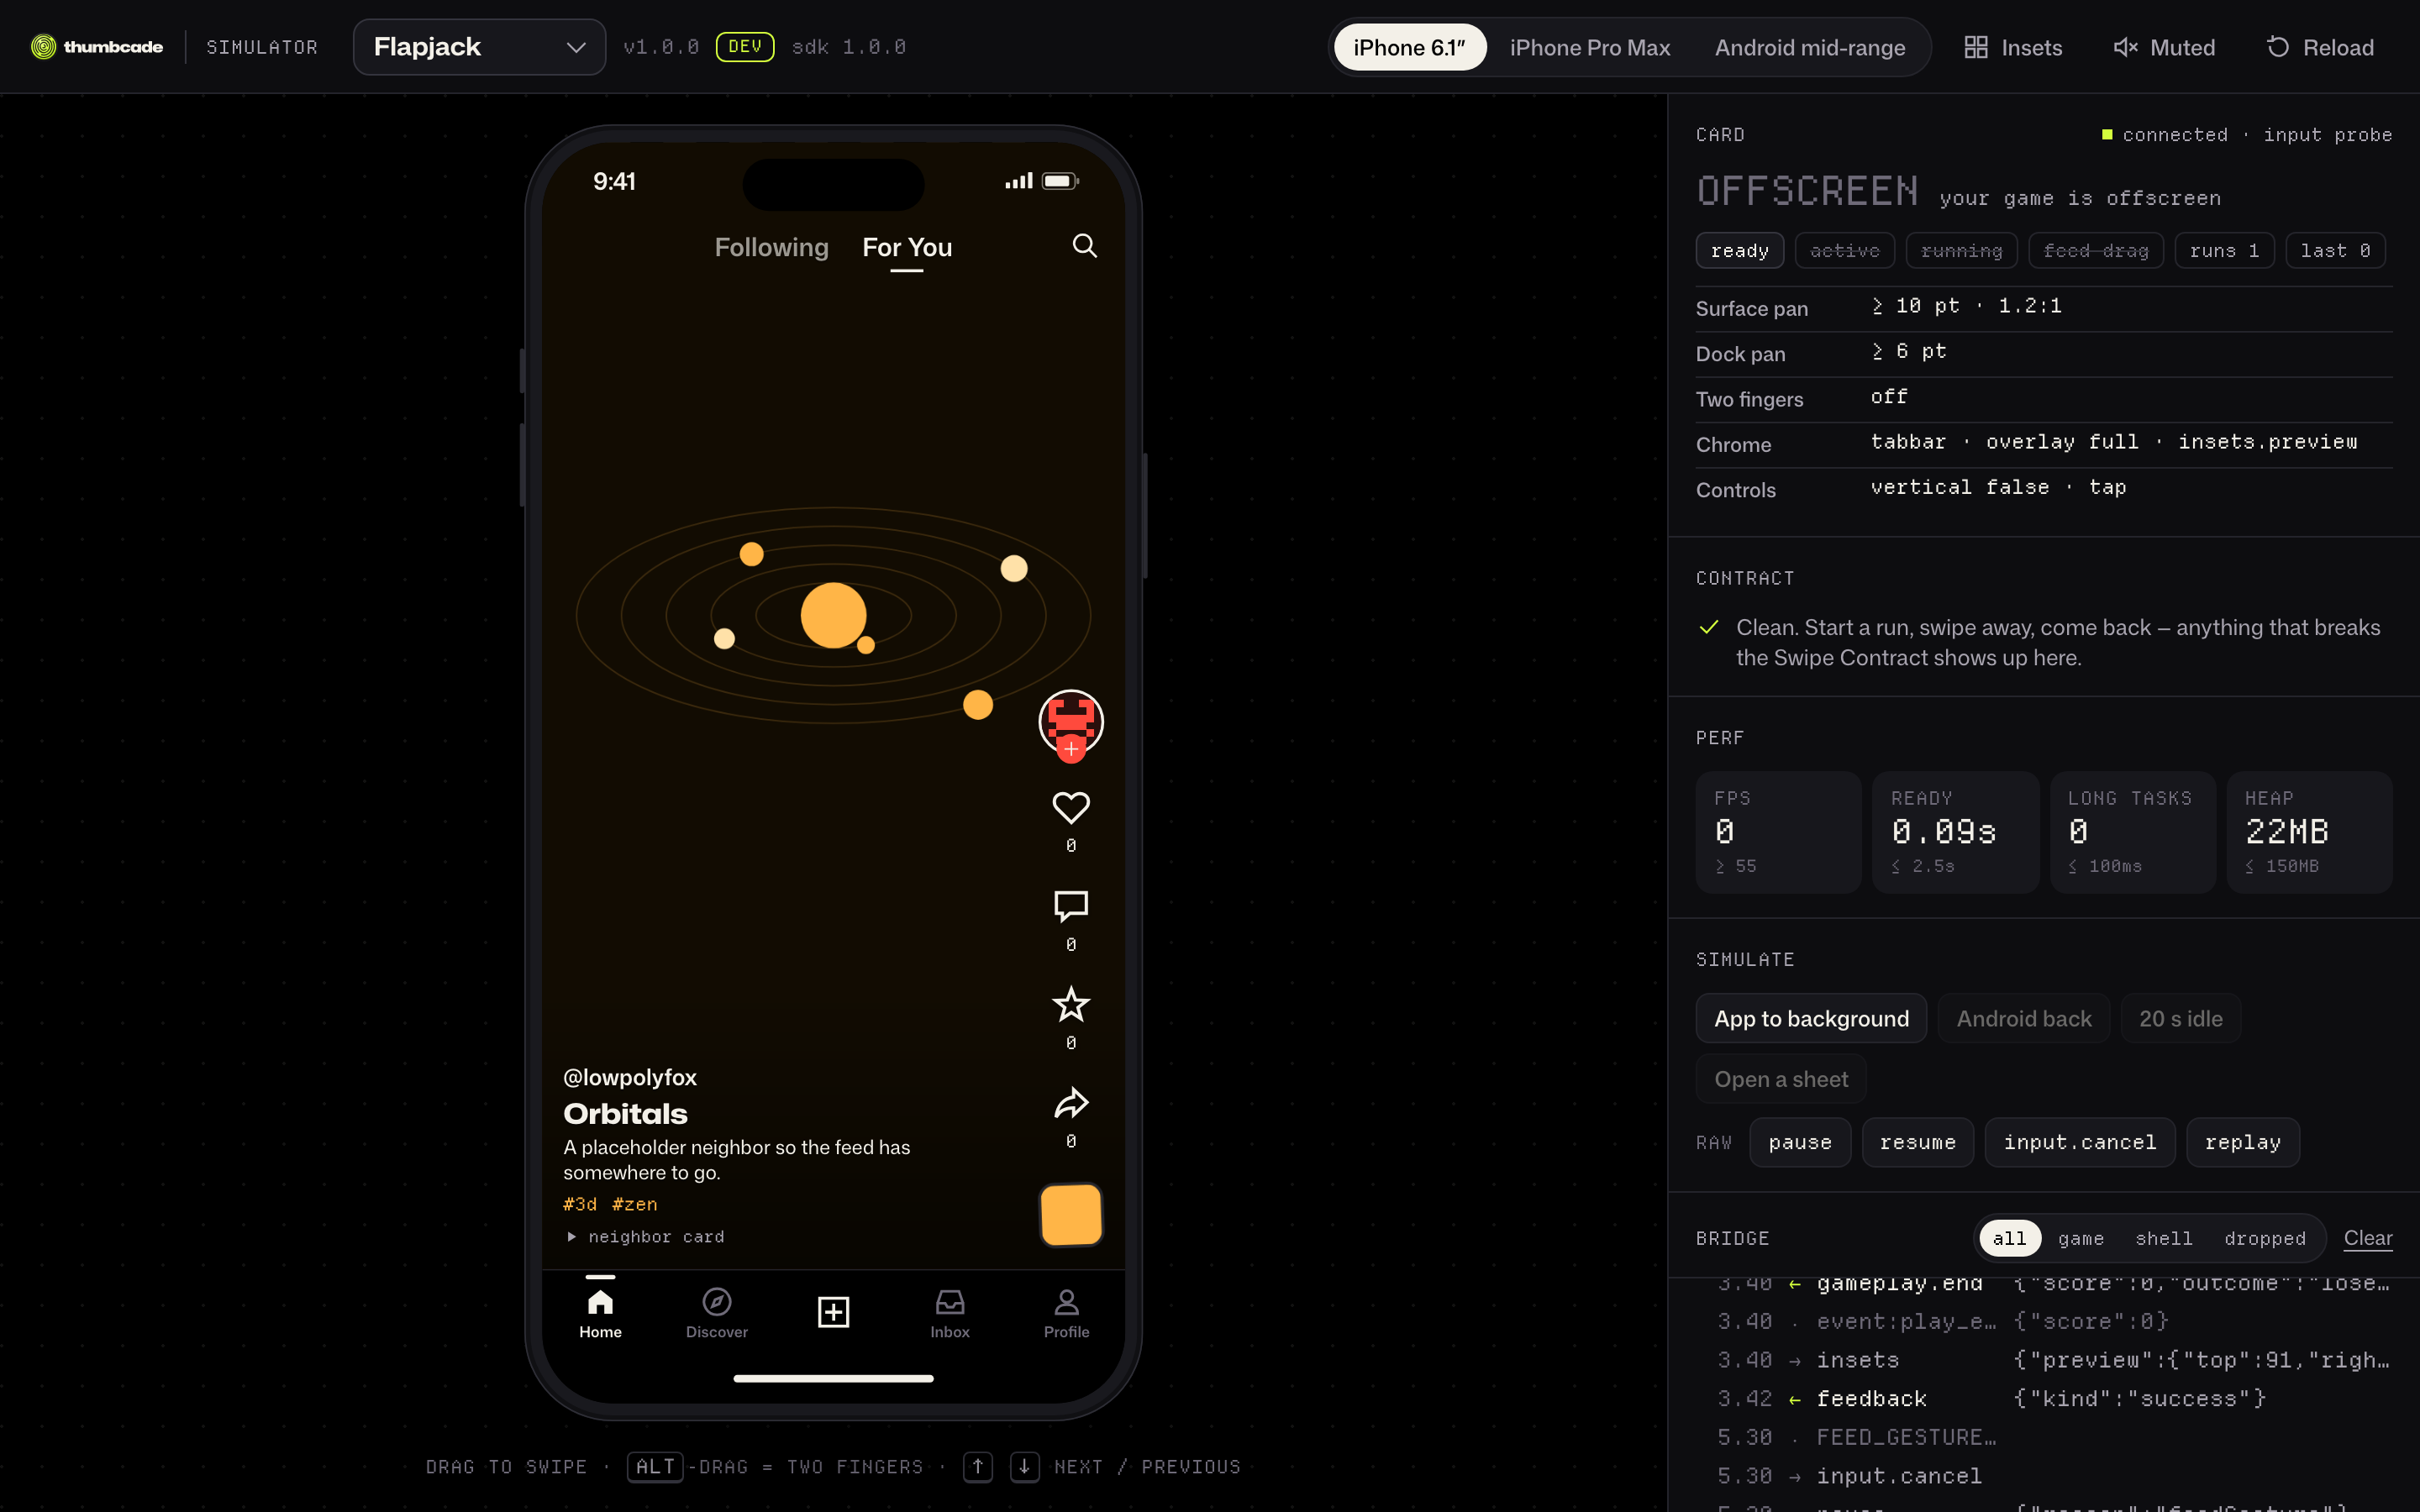 thumbcade SIMULATOR Flapjack v1.0.0 DEV sdk 1.0.0 iPhone 6.1″ iPhone Pro Max Android mid-range Insets Muted Reload
9:41
Following For You
@lowpolyfox
Orbitals
A placeholder neighbor so the feed has
somewhere to go.
#3d #zen
neighbor card
0
0
0
0
Home Discover Inbox Profile
DRAG TO SWIPE · ALT-DRAG = TWO FINGERS · ↑ ↓ NEXT / PREVIOUS
CARD connected · input probe
OFFSCREEN your game is offscreen
ready active running feed drag runs 1 last 0
Surface pan ≥ 10 pt · 1.2:1
Dock pan ≥ 6 pt
Two fingers off
Chrome tabbar · overlay full · insets.preview
Controls vertical false · tap
CONTRACT
Clean. Start a run, swipe away, come back – anything that breaks
the Swipe Contract shows up here.
PERF
FPS READY LONG TASKS HEAP
0 0.09s 0 22MB
≥ 55 ≤ 2.5s ≤ 100ms ≤ 150MB
SIMULATE
App to background Android back 20 s idle
Open a sheet
RAW pause resume input.cancel replay
BRIDGE all game shell dropped Clear
3.40 ← gameplay.end {"score":0,"outcome":"lose…
3.40 · event:play_e… {"score":0}
3.40 → insets {"preview":{"top":91,"righ…
3.42 ← feedback {"kind":"success"}
5.30 · FEED_GESTURE…
5.30 → input.cancel